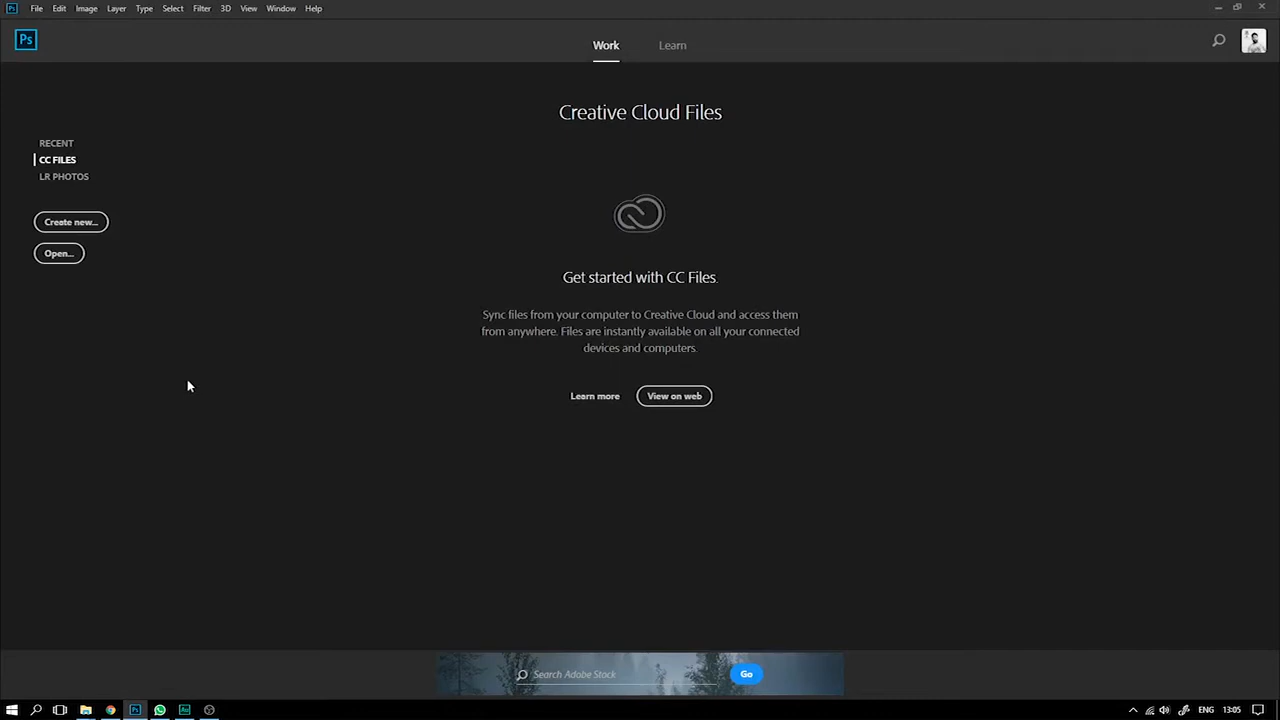 Ps File Edit Image Layer Type Select Filter 3D View Window Help
Ps Work Learn
Creative Cloud Files
RECENT
CC FILES
LR PHOTOS
Create new...
Open...
Get started with CC Files.
Sync files from your computer to Creative Cloud and access them
from anywhere. Files are instantly available on all your connected
devices and computers.
Learn more View on web
Search Adobe Stock Go
Ps Au ENG 13:05